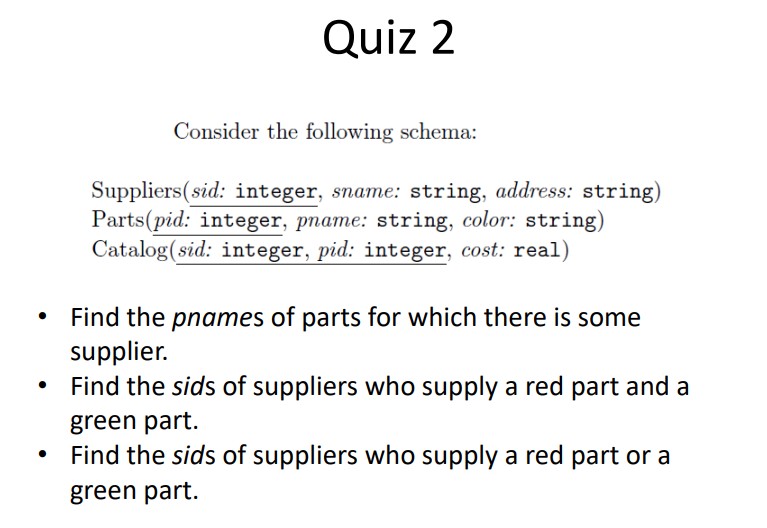 Quiz 2
Consider the following schema:
Suppliers(sid: integer, sname: string, address: string)
Parts(pid: integer, pname: string, color: string)
Catalog(sid: integer, pid: integer, cost: real)
• Find the pnames of parts for which there is some
supplier.
• Find the sids of suppliers who supply a red part and a
green part.
• Find the sids of suppliers who supply a red part or a
green part.